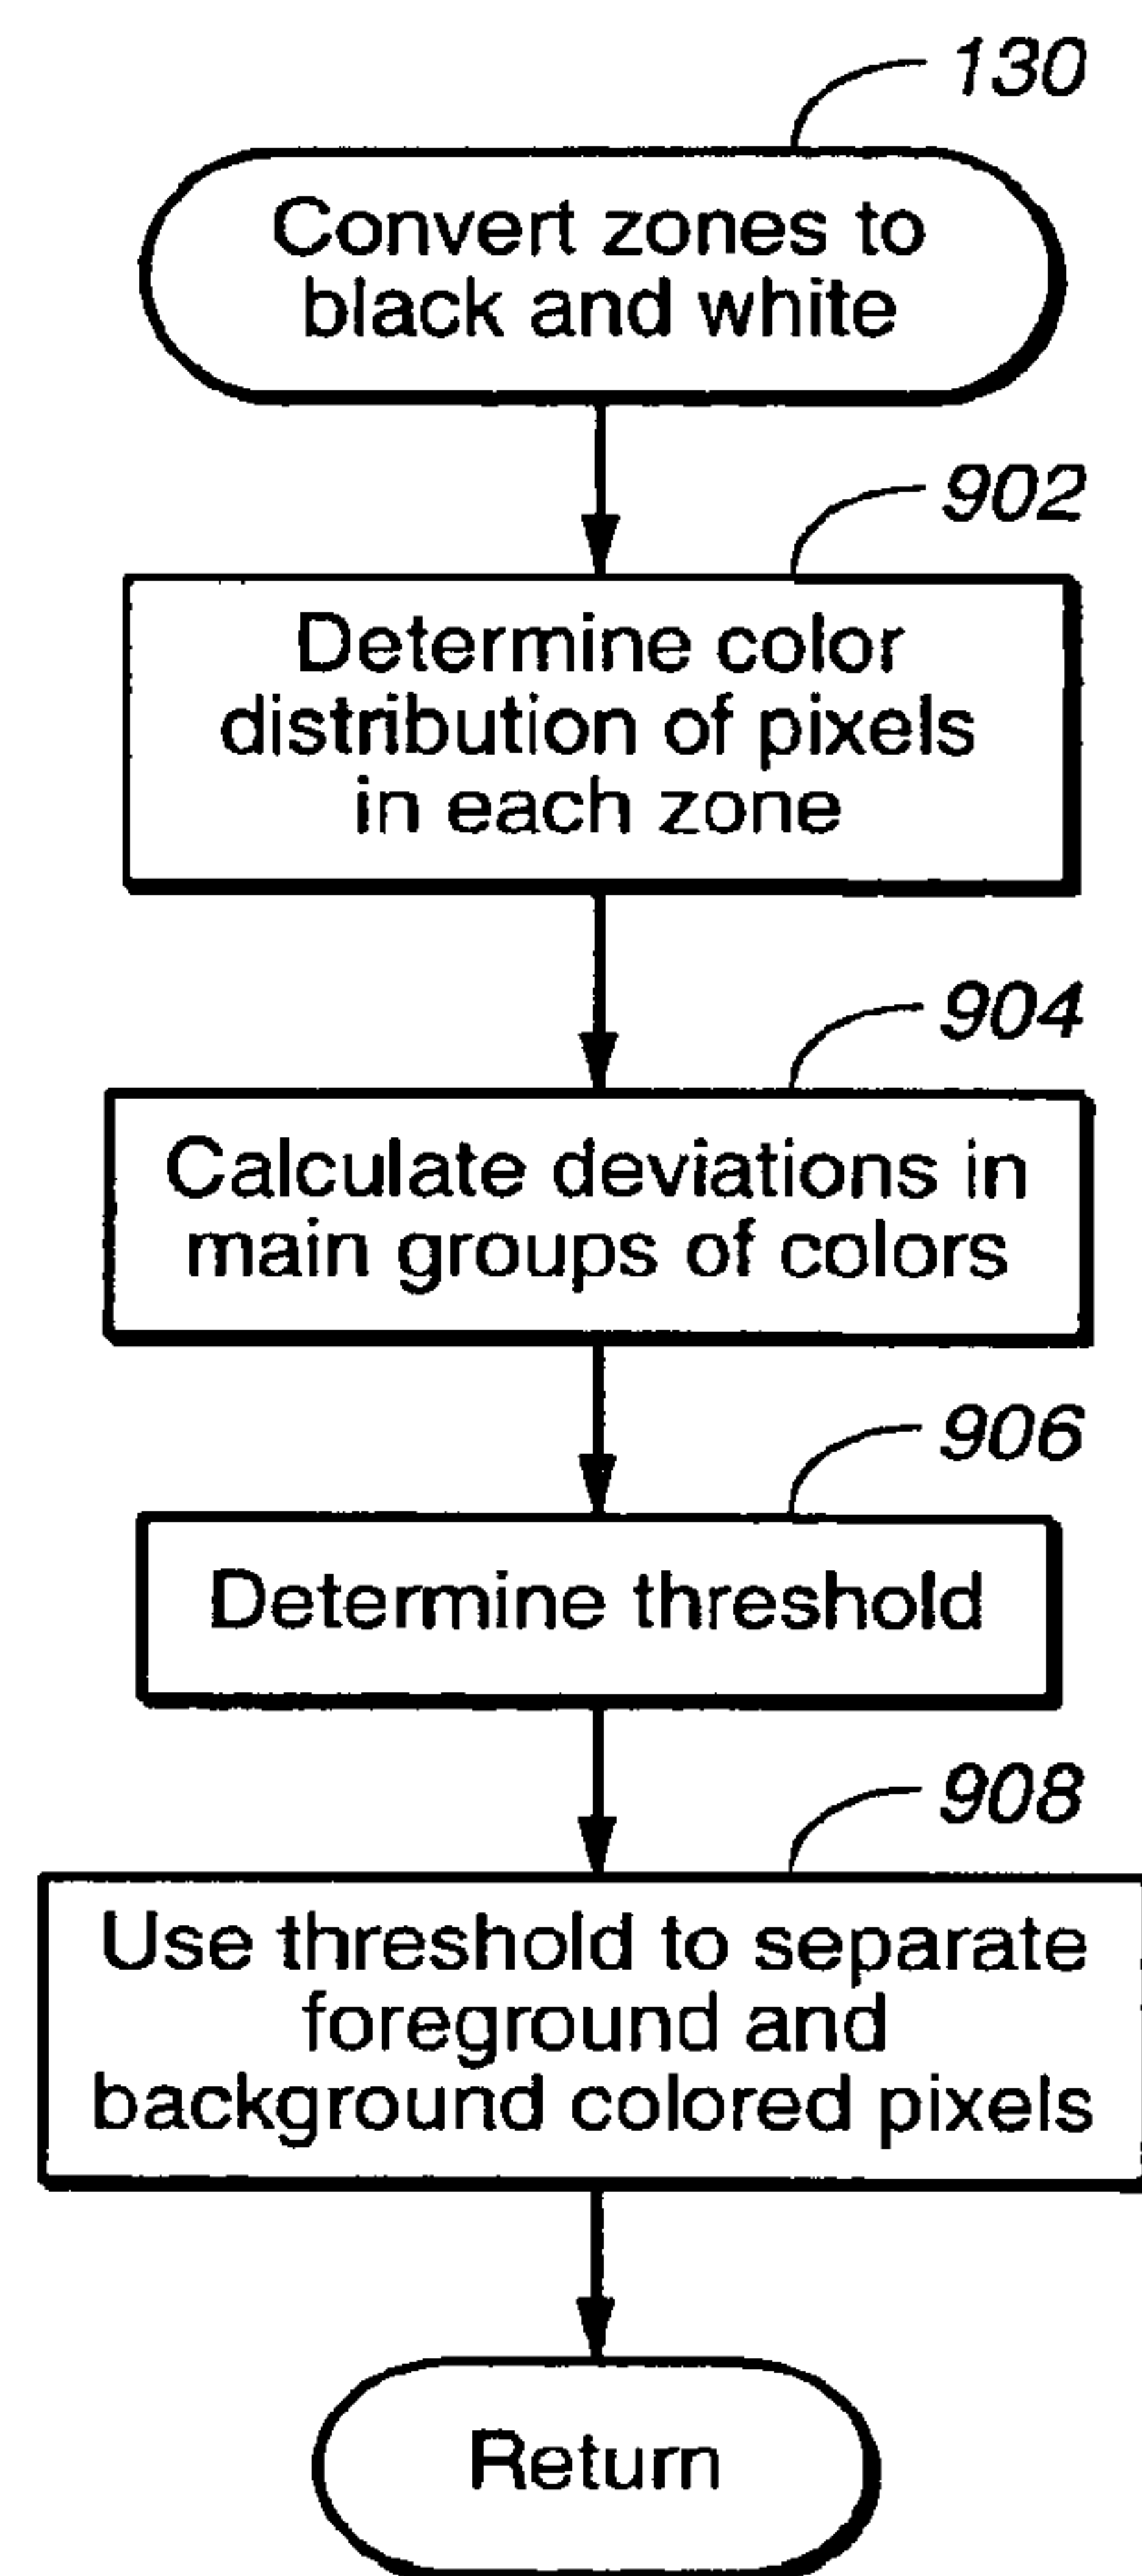 130
Convert zones to
black and white
902
Determine color
distribution of pixels
in each zone
904
Calculate deviations in
main groups of colors
906
Determine threshold
908
Use threshold to separate
foreground and
background colored pixels
Return